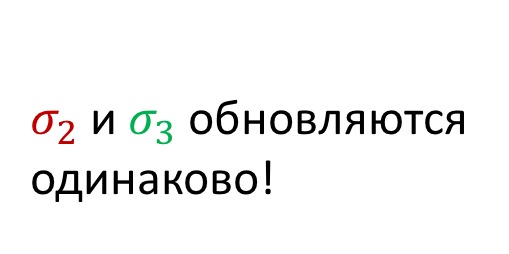 σ₂ и σ₃ обновляются
одинаково!